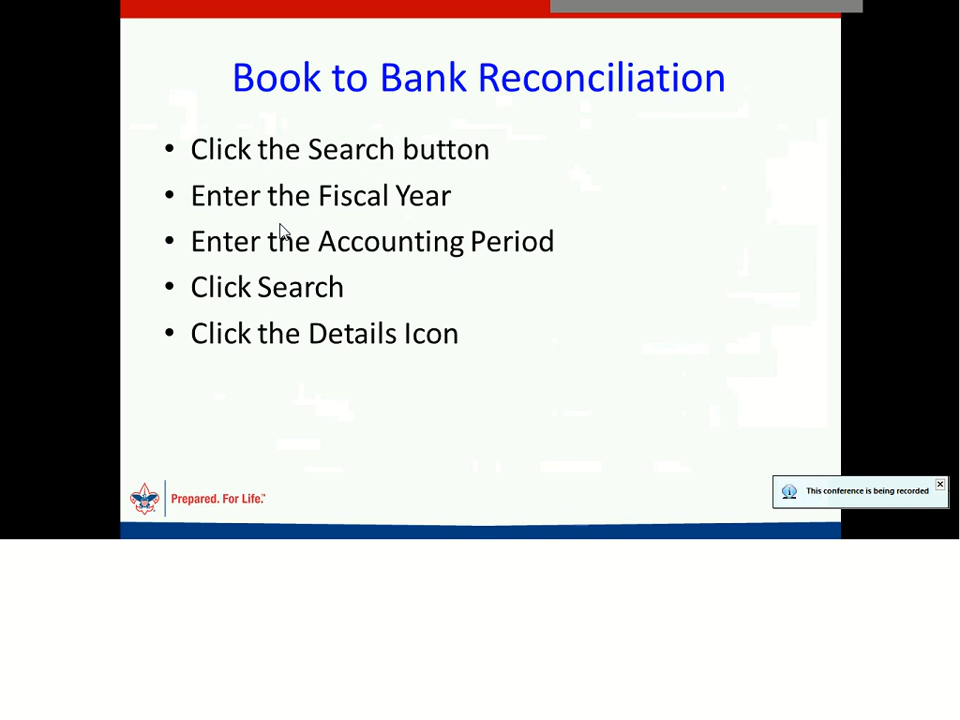 Book to Bank Reconciliation
• Click the Search button
• Enter the Fiscal Year
• Enter the Accounting Period
• Click Search
• Click the Details Icon
Prepared. For Life.™
This conference is being recorded